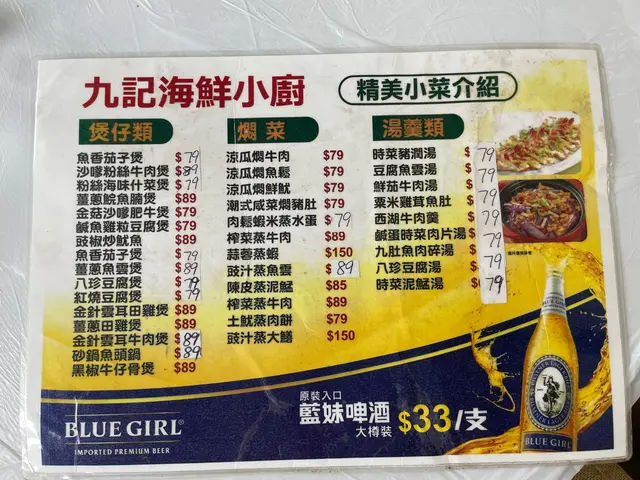 九記海鮮小廚
精美小菜介紹
煲仔類
魚香茄子煲 $79
沙嗲粉絲牛肉煲 $89
粉絲海味什菜煲 $79
薑蔥鯇魚腩煲 $89
金菇沙嗲肥牛煲 $79
鹹魚雞粒豆腐煲 $79
豉椒炒魷魚 $89
魚香茄子煲 $79
薑蔥魚雲煲 $89
八珍豆腐煲 $79
紅燒豆腐煲 $79
金針雲耳田雞煲 $89
薑蔥田雞煲 $89
金針雲耳牛肉煲 $89
砂鍋魚頭鍋 $89
黑椒牛仔骨煲 $89
燜菜
涼瓜燜牛肉 $79
涼瓜燜魚鬆 $79
涼瓜燜鮮魷 $79
潮式咸菜燜豬肚 $79
肉鬆蝦米蒸水蛋 $79
榨菜蒸牛肉 $89
蒜蓉蒸蝦 $150
豉汁蒸魚雲 $89
陳皮蒸泥鯭 $85
榨菜蒸牛肉 $89
土魷蒸肉餅 $79
豉汁蒸大鱔 $150
湯羹類
時菜豬潤湯 $79
豆腐魚雲湯 $79
鮮茄牛肉湯 $79
粟米雞茸魚肚 $79
西湖牛肉羹 $79
鹹蛋時菜肉片湯 $79
九肚魚肉碎湯 $79
八珍豆腐湯 $79
時菜泥鯭湯 $79
原裝入口
藍妹啤酒
大樽裝
$33/支
BLUE GIRL®
IMPORTED PREMIUM BEER
BLUE GIRL
BLUE GIRL